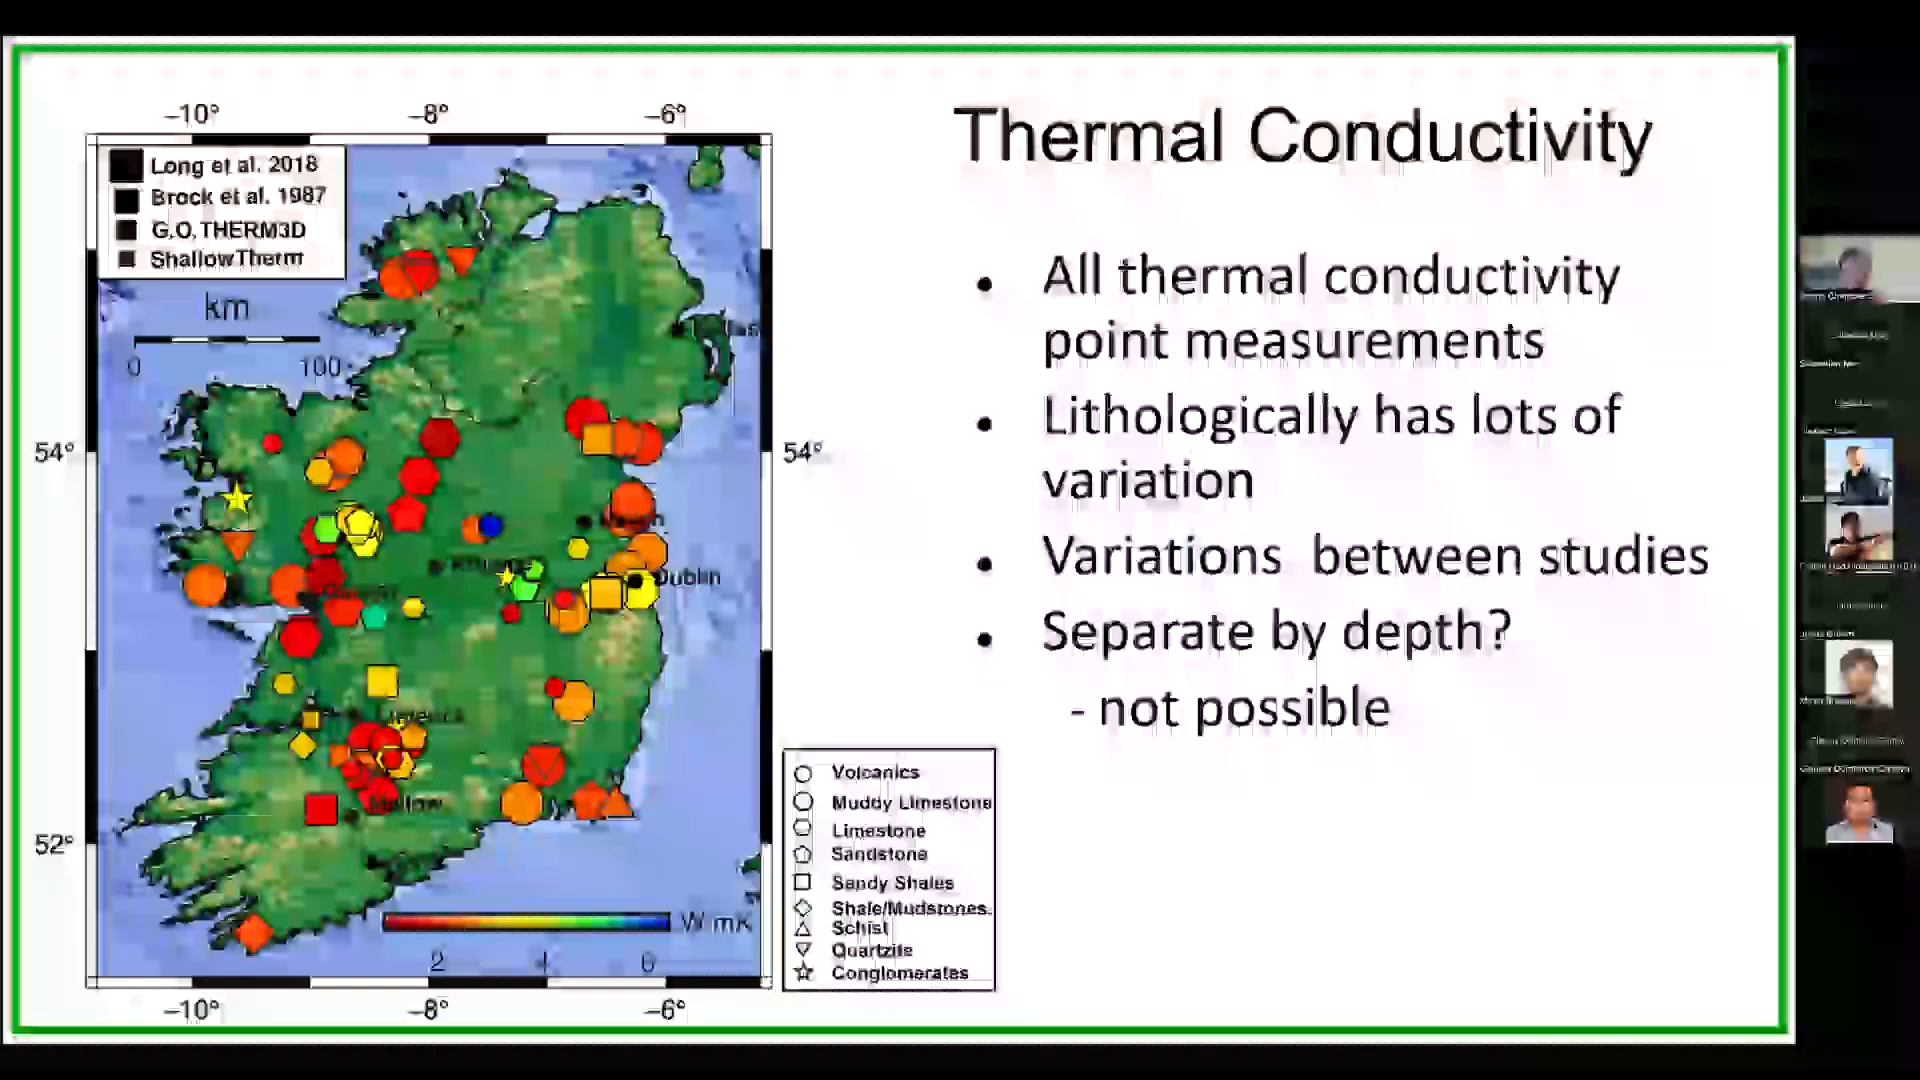 Thermal Conductivity
• All thermal conductivity
point measurements
• Lithologically has lots of
variation
• Variations between studies
• Separate by depth?
- not possible
–10° –8° –6°
Long et al. 2018
Brock et al. 1987
G.O.THERM3D
ShallowTherm
km
0 100
54° 54°
Dublin
Mallow
52°
W mK
2 4 6
–10° –8° –6°
Volcanics
Muddy Limestone
Limestone
Sandstone
Sandy Shales
Shale/Mudstones
Schist
Quartzite
Conglomerates